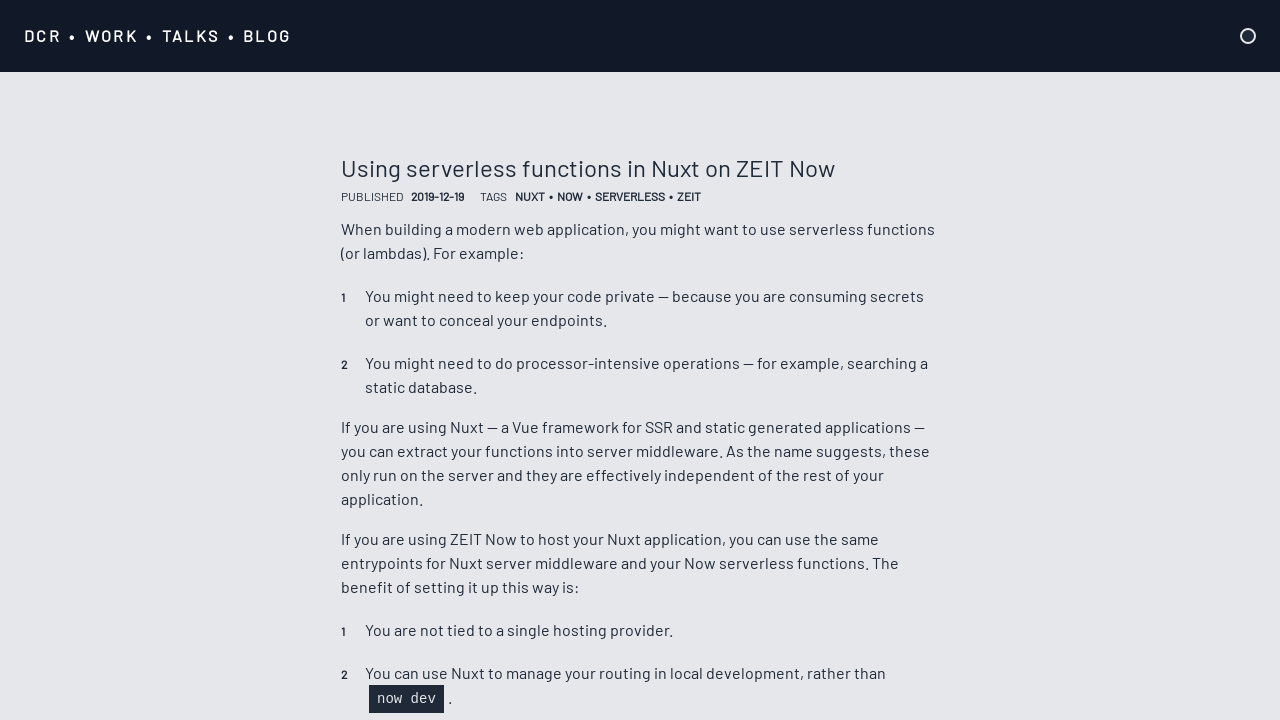 DCR • WORK • TALKS • BLOG
Using serverless functions in Nuxt on ZEIT Now
PUBLISHED 2019-12-19 TAGS NUXT • NOW • SERVERLESS • ZEIT
When building a modern web application, you might want to use serverless functions
(or lambdas). For example:
1 You might need to keep your code private — because you are consuming secrets
or want to conceal your endpoints.
2 You might need to do processor-intensive operations — for example, searching a
static database.
If you are using Nuxt — a Vue framework for SSR and static generated applications —
you can extract your functions into server middleware. As the name suggests, these
only run on the server and they are effectively independent of the rest of your
application.
If you are using ZEIT Now to host your Nuxt application, you can use the same
entrypoints for Nuxt server middleware and your Now serverless functions. The
benefit of setting it up this way is:
1 You are not tied to a single hosting provider.
2 You can use Nuxt to manage your routing in local development, rather than
now dev .